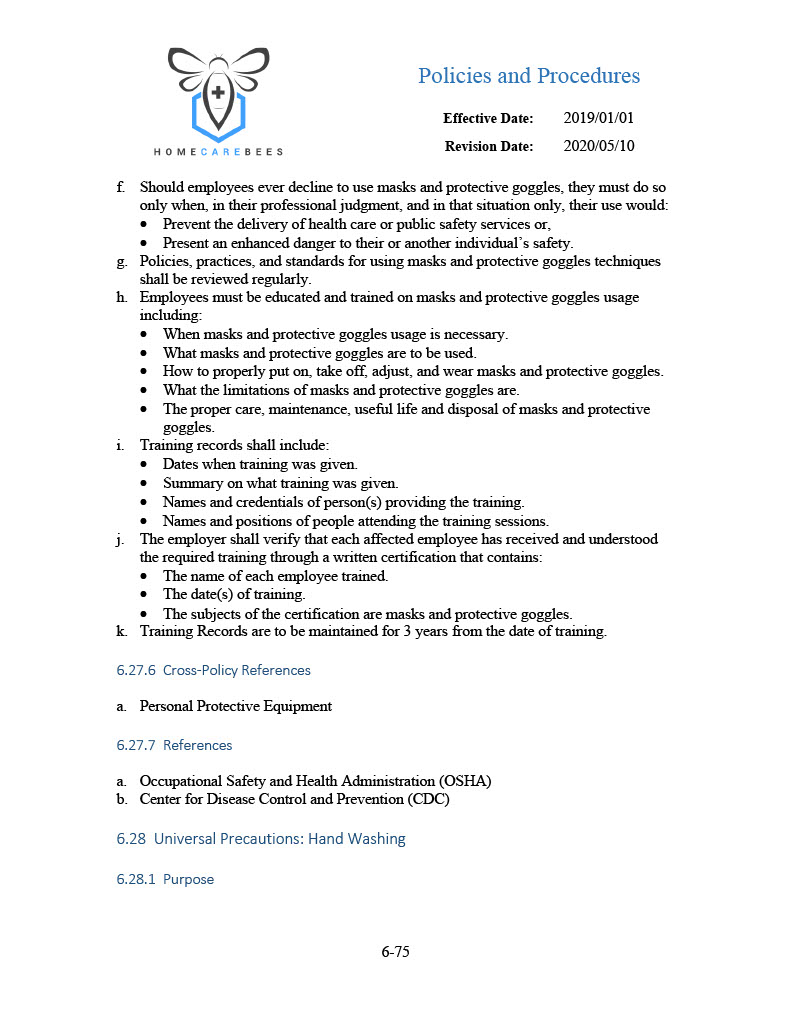 Policies and Procedures
Effective Date: 2019/01/01
Revision Date: 2020/05/10
HOMECAREBEES
f. Should employees ever decline to use masks and protective goggles, they must do so
only when, in their professional judgment, and in that situation only, their use would:
• Prevent the delivery of health care or public safety services or,
• Present an enhanced danger to their or another individual’s safety.
g. Policies, practices, and standards for using masks and protective goggles techniques
shall be reviewed regularly.
h. Employees must be educated and trained on masks and protective goggles usage
including:
• When masks and protective goggles usage is necessary.
• What masks and protective goggles are to be used.
• How to properly put on, take off, adjust, and wear masks and protective goggles.
• What the limitations of masks and protective goggles are.
• The proper care, maintenance, useful life and disposal of masks and protective
goggles.
i. Training records shall include:
• Dates when training was given.
• Summary on what training was given.
• Names and credentials of person(s) providing the training.
• Names and positions of people attending the training sessions.
j. The employer shall verify that each affected employee has received and understood
the required training through a written certification that contains:
• The name of each employee trained.
• The date(s) of training.
• The subjects of the certification are masks and protective goggles.
k. Training Records are to be maintained for 3 years from the date of training.
6.27.6 Cross-Policy References
a. Personal Protective Equipment
6.27.7 References
a. Occupational Safety and Health Administration (OSHA)
b. Center for Disease Control and Prevention (CDC)
6.28 Universal Precautions: Hand Washing
6.28.1 Purpose
6-75